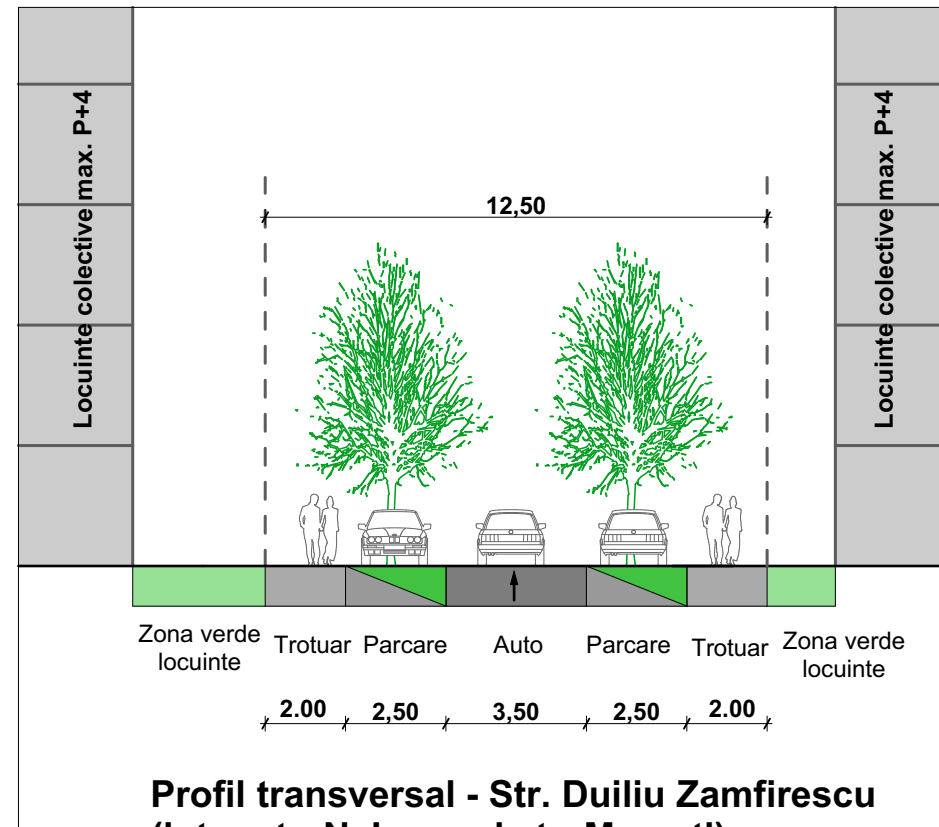 Locuinte colective max. P+4
Locuinte colective max. P+4
12,50
Zona verde
locuinte
Trotuar
Parcare
Auto
Parcare
Trotuar
Zona verde
locuinte
2.00
2,50
3,50
2,50
2.00
Profil transversal - Str. Duiliu Zamfirescu